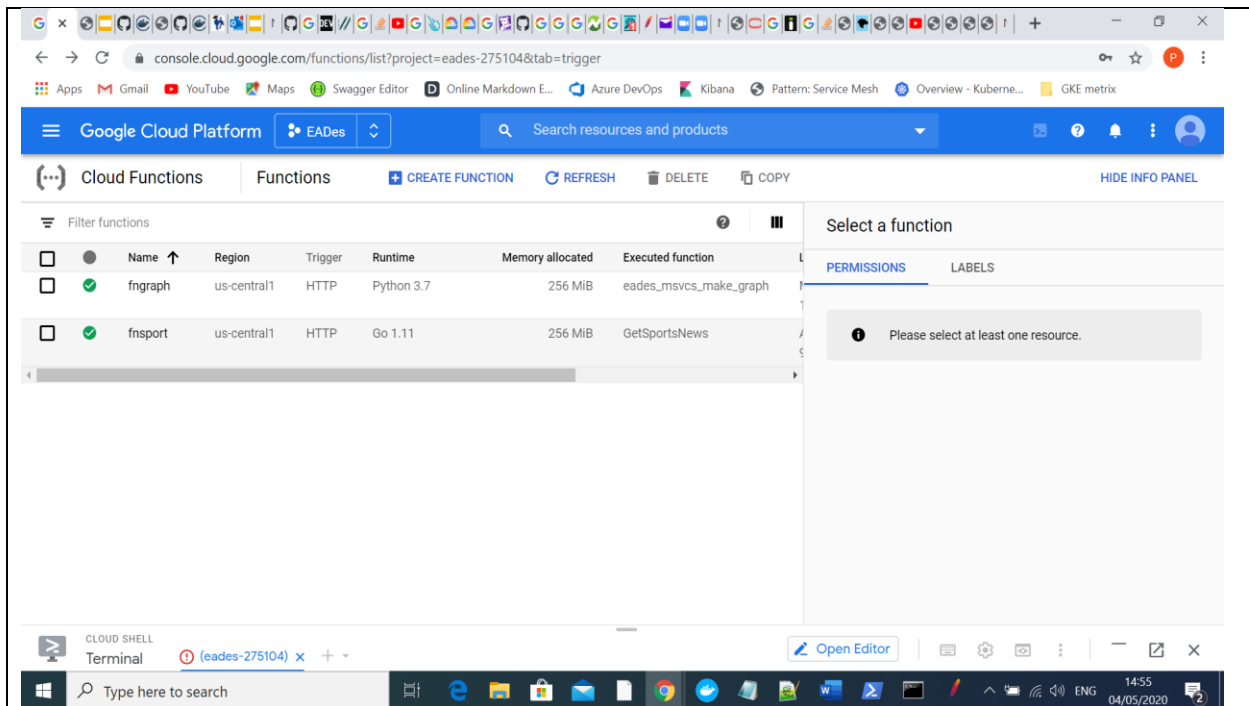 console.cloud.google.com/functions/list?project=eades-275104&tab=trigger
P
Apps Gmail YouTube Maps Swagger Editor Online Markdown E... Azure DevOps Kibana Pattern: Service Mesh Overview - Kuberne... GKE metrix
Google Cloud Platform EADes Search resources and products
Cloud Functions Functions CREATE FUNCTION REFRESH DELETE COPY HIDE INFO PANEL
Filter functions
Select a function
Name Region Trigger Runtime Memory allocated Executed function
PERMISSIONS LABELS
fngraph us-central1 HTTP Python 3.7 256 MiB eades_msvcs_make_graph
fnsport us-central1 HTTP Go 1.11 256 MiB GetSportsNews
Please select at least one resource.
CLOUD SHELL
Terminal (eades-275104) Open Editor
Type here to search
ENG
14:55
04/05/2020
2